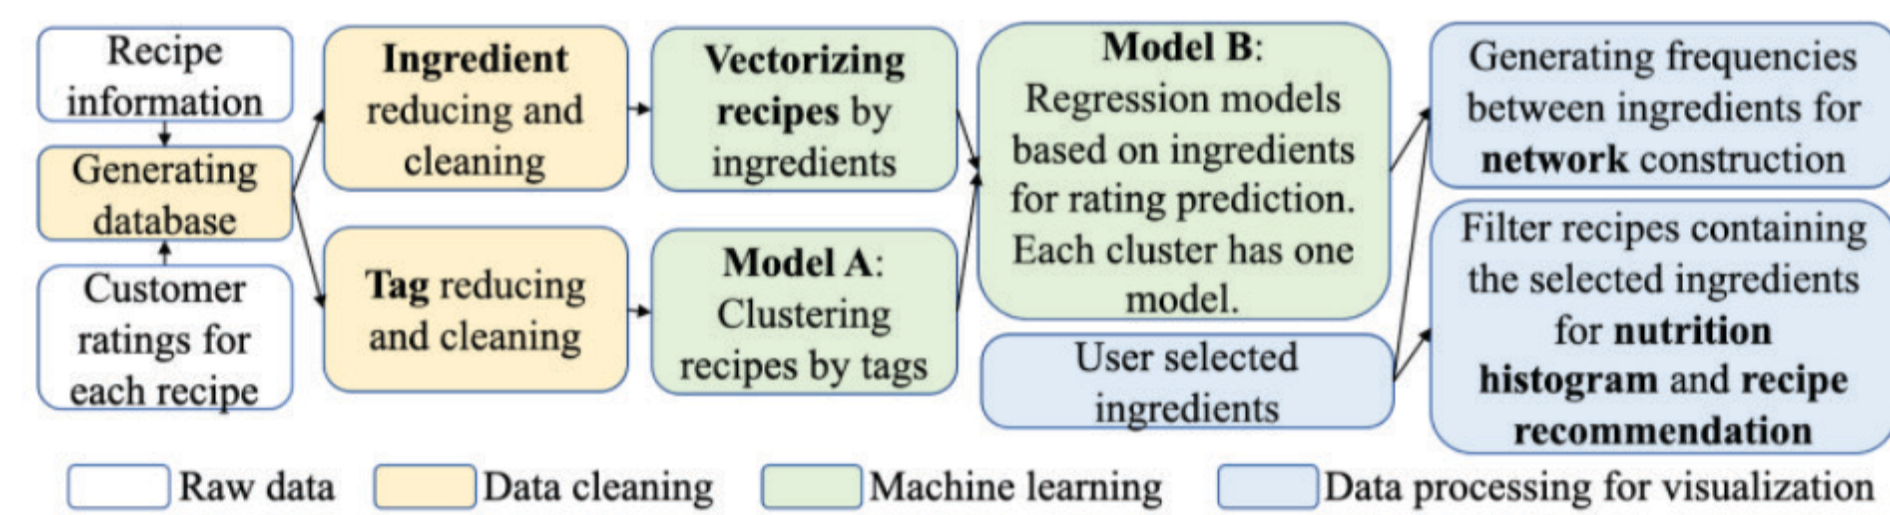 Recipe
information
Generating
database
Customer
ratings for
each recipe
Ingredient
reducing and
cleaning
Tag reducing
and cleaning
Vectorizing
recipes by
ingredients
Model A:
Clustering
recipes by tags
Model B:
Regression models
based on ingredients
for rating prediction.
Each cluster has one
model.
User selected
ingredients
Generating frequencies
between ingredients for
network construction
Filter recipes containing
the selected ingredients
for nutrition
histogram and recipe
recommendation
Raw data
Data cleaning
Machine learning
Data processing for visualization